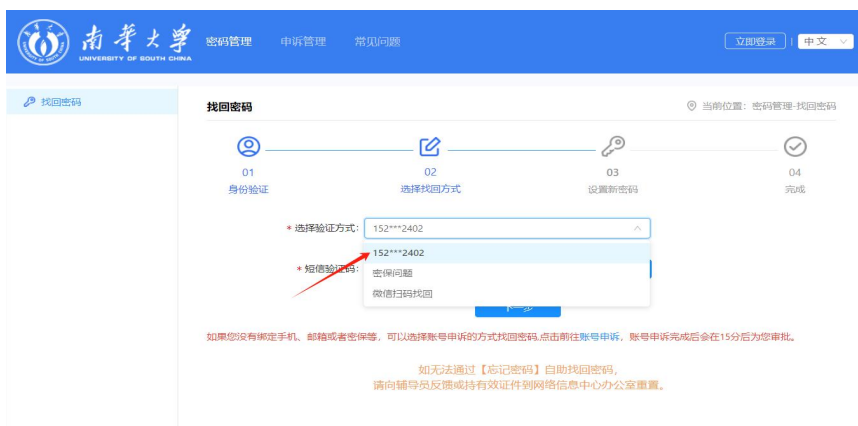 南华大学
UNIVERSITY OF SOUTH CHINA
密码管理 申诉管理 常见问题 立即登录 | 中文
找回密码
找回密码 当前位置：密码管理-找回密码
01 02 03 04
身份验证 选择找回方式 设置新密码 完成
* 选择验证方式： 152***2402
152***2402
* 短信验证码：
密保问题
微信扫码找回
下一步
如果您没有绑定手机、邮箱或者密保等，可以选择账号申诉的方式找回密码.点击前往账号申诉，账号申诉完成后会在15分后为您审批。
如无法通过【忘记密码】自助找回密码，
请向辅导员反馈或持有效证件到网络信息中心办公室重置。